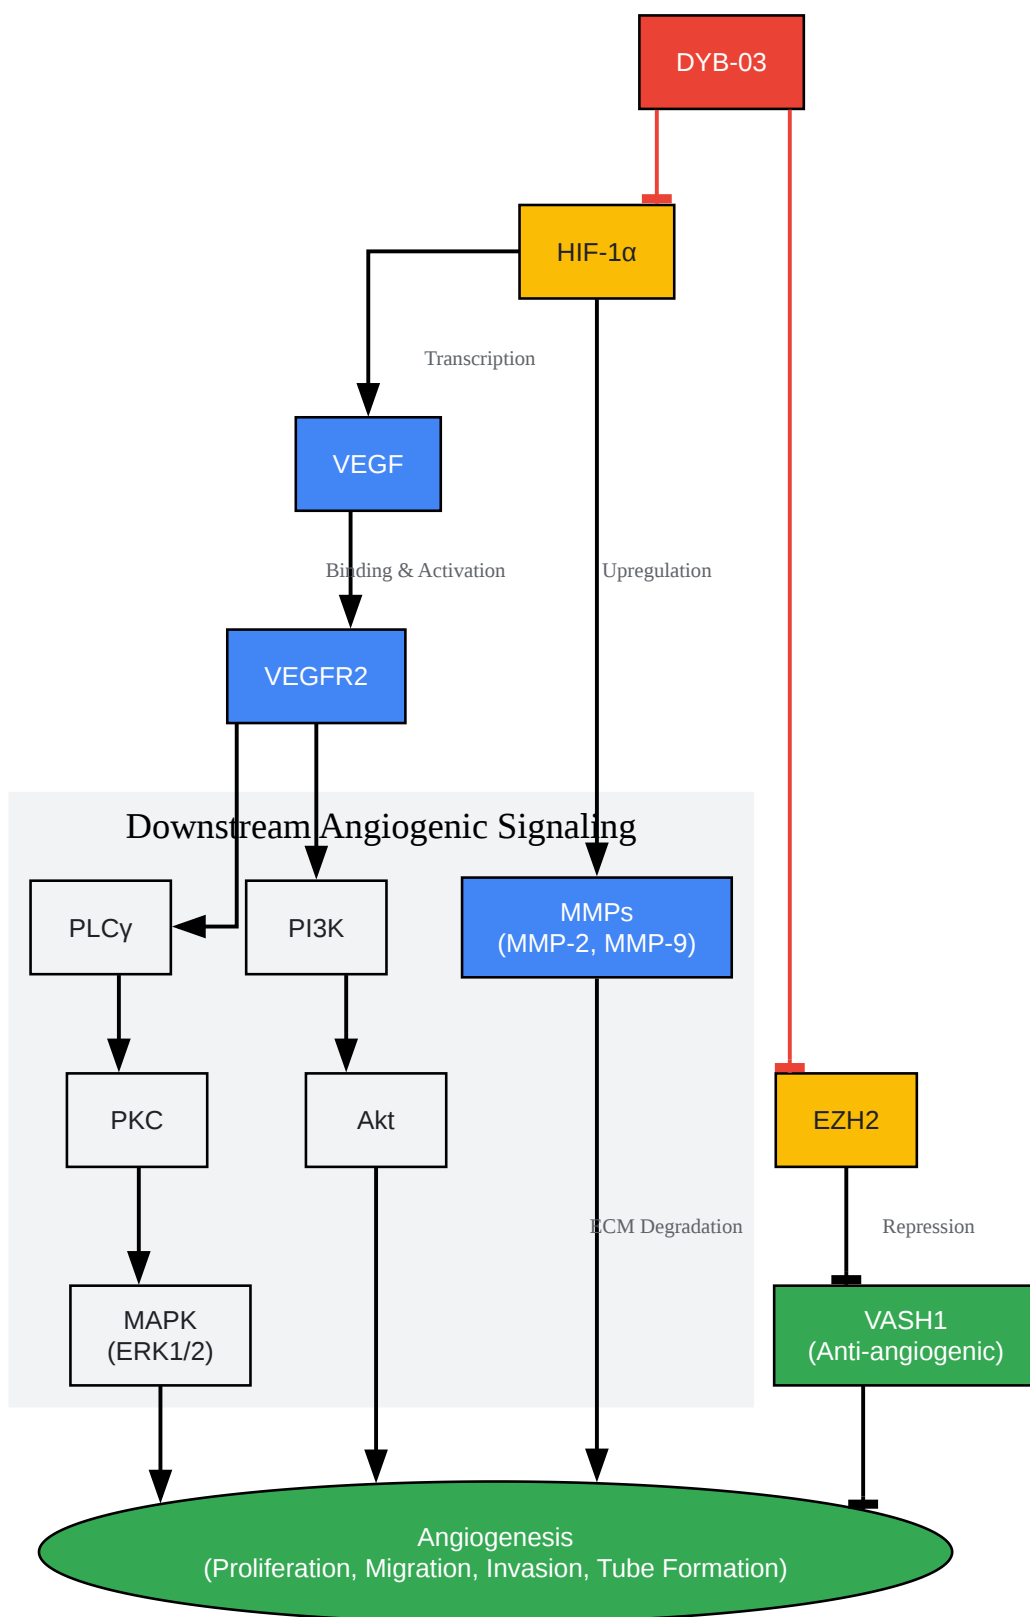 DYB-03
HIF-1α
Transcription
VEGF
Binding & Activation
Upregulation
VEGFR2
Downstream Angiogenic Signaling
PLCγ
PI3K
MMPs
(MMP-2, MMP-9)
PKC
Akt
EZH2
ECM Degradation
Repression
MAPK
(ERK1/2)
VASH1
(Anti-angiogenic)
Angiogenesis
(Proliferation, Migration, Invasion, Tube Formation)